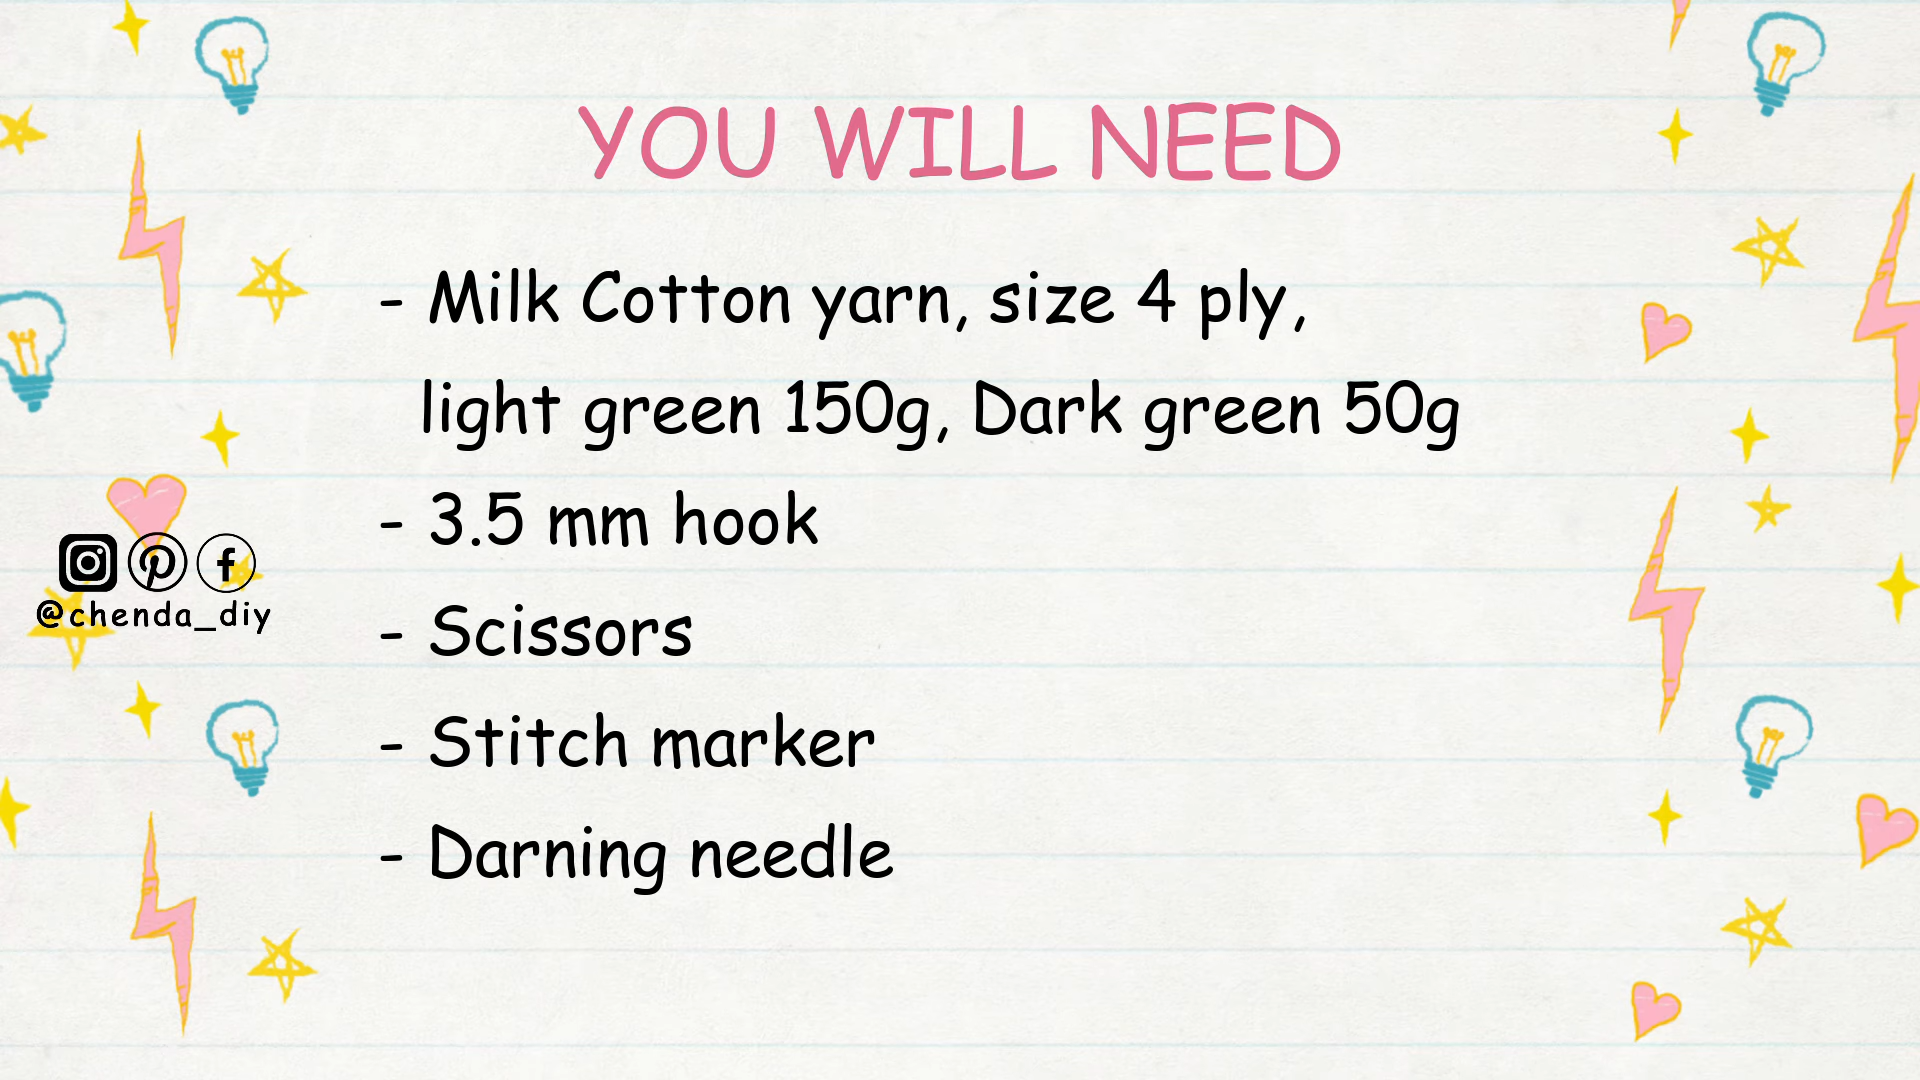 YOU WILL NEED
- Milk Cotton yarn, size 4 ply,
light green 150g, Dark green 50g
- 3.5 mm hook
- Scissors
- Stitch marker
- Darning needle
@chenda_diy